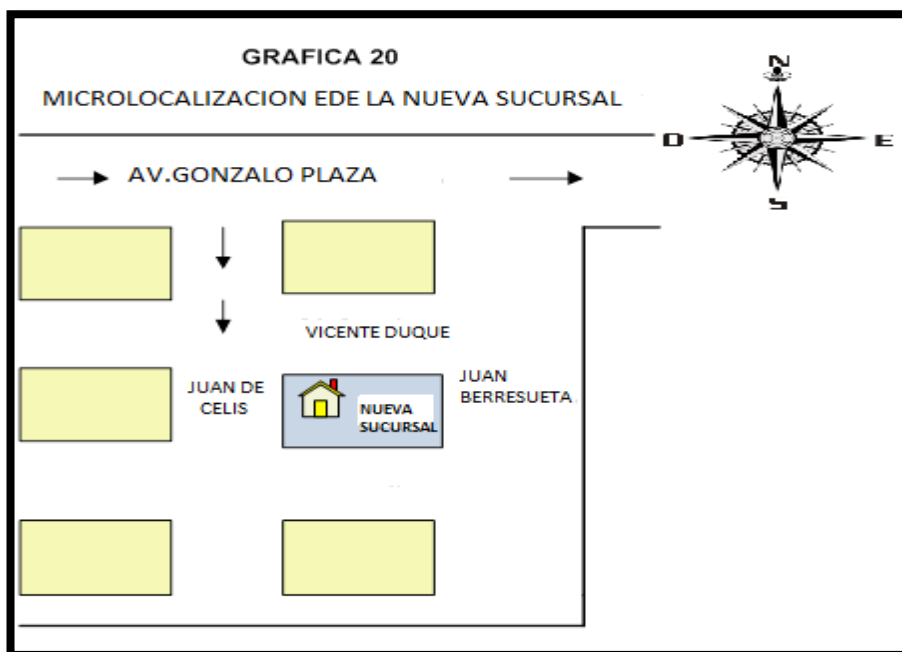 GRAFICA 20
MICROLOCALIZACION EDE LA NUEVA SUCURSAL
N
O
E
S
AV.GONZALO PLAZA
VICENTE DUQUE
JUAN DE
CELIS
NUEVA
SUCURSAL
JUAN
BERRESUETA